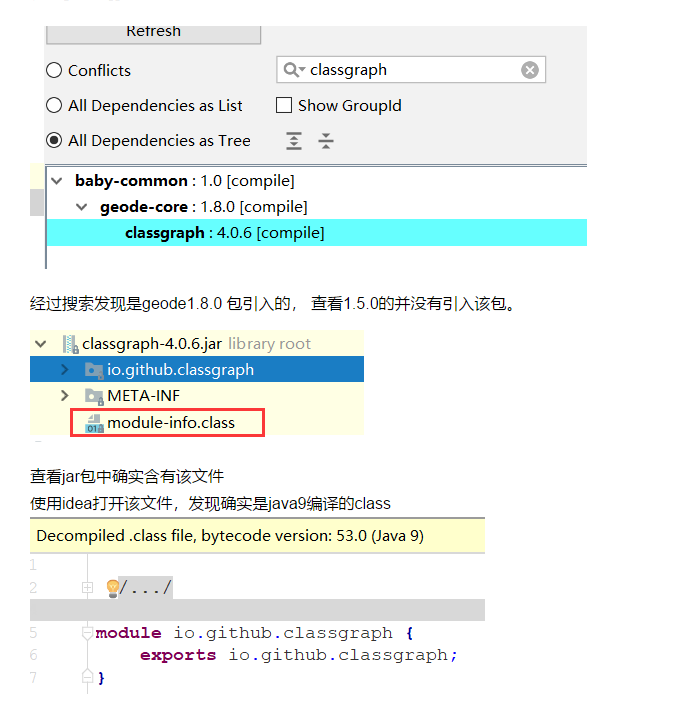 Refresh
Conflicts
classgraph
All Dependencies as List
Show GroupId
All Dependencies as Tree
baby-common : 1.0 [compile]
geode-core : 1.8.0 [compile]
classgraph : 4.0.6 [compile]
经过搜索发现是geode1.8.0 包引入的， 查看1.5.0的并没有引入该包。
classgraph-4.0.6.jar library root
io.github.classgraph
META-INF
01 module-info.class
查看jar包中确实含有该文件
使用idea打开该文件，发现确实是java9编译的class
Decompiled .class file, bytecode version: 53.0 (Java 9)
1
2 /.../
5 module io.github.classgraph {
6 exports io.github.classgraph;
7 }